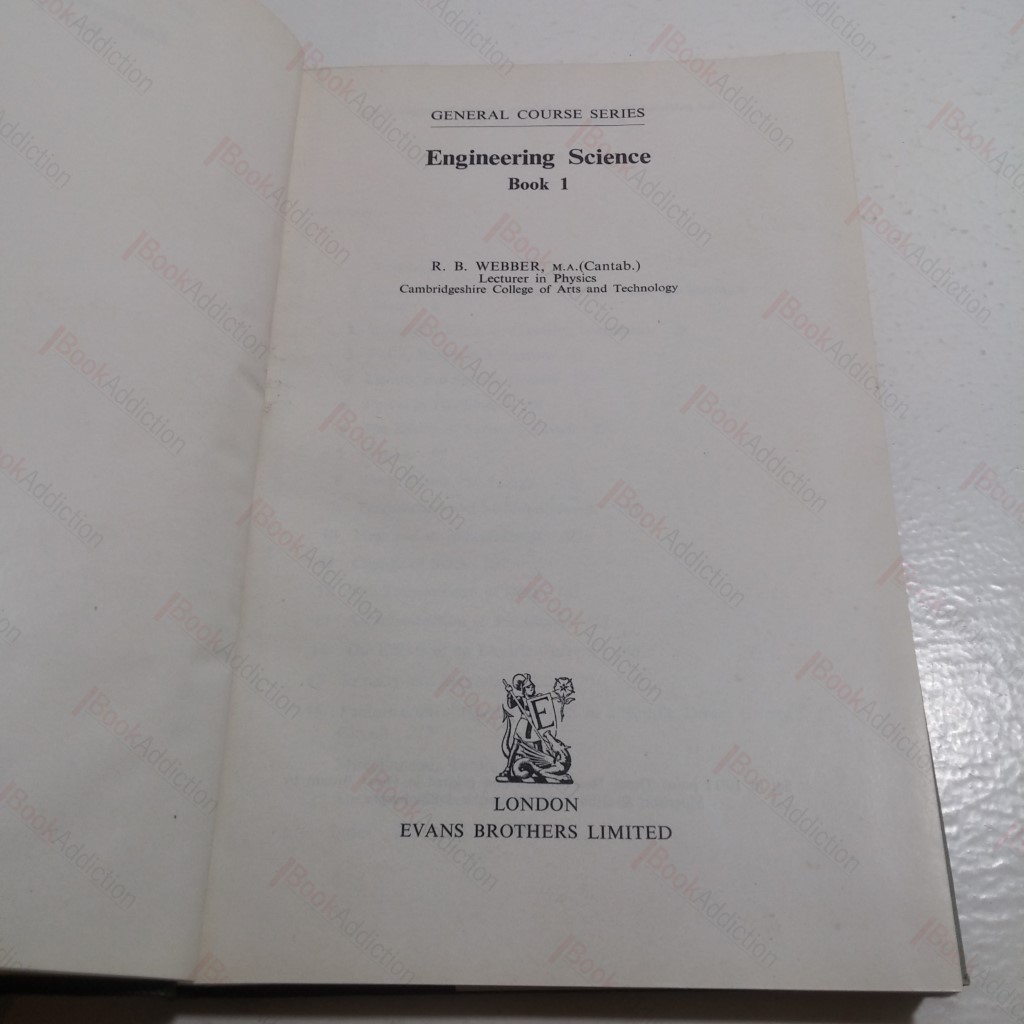 GENERAL COURSE SERIES
Engineering Science
Book 1
R. B. WEBBER, M.A.(Cantab.)
Lecturer in Physics
Cambridgeshire College of Arts and Technology
E
LONDON
EVANS BROTHERS LIMITED
BookAddiction